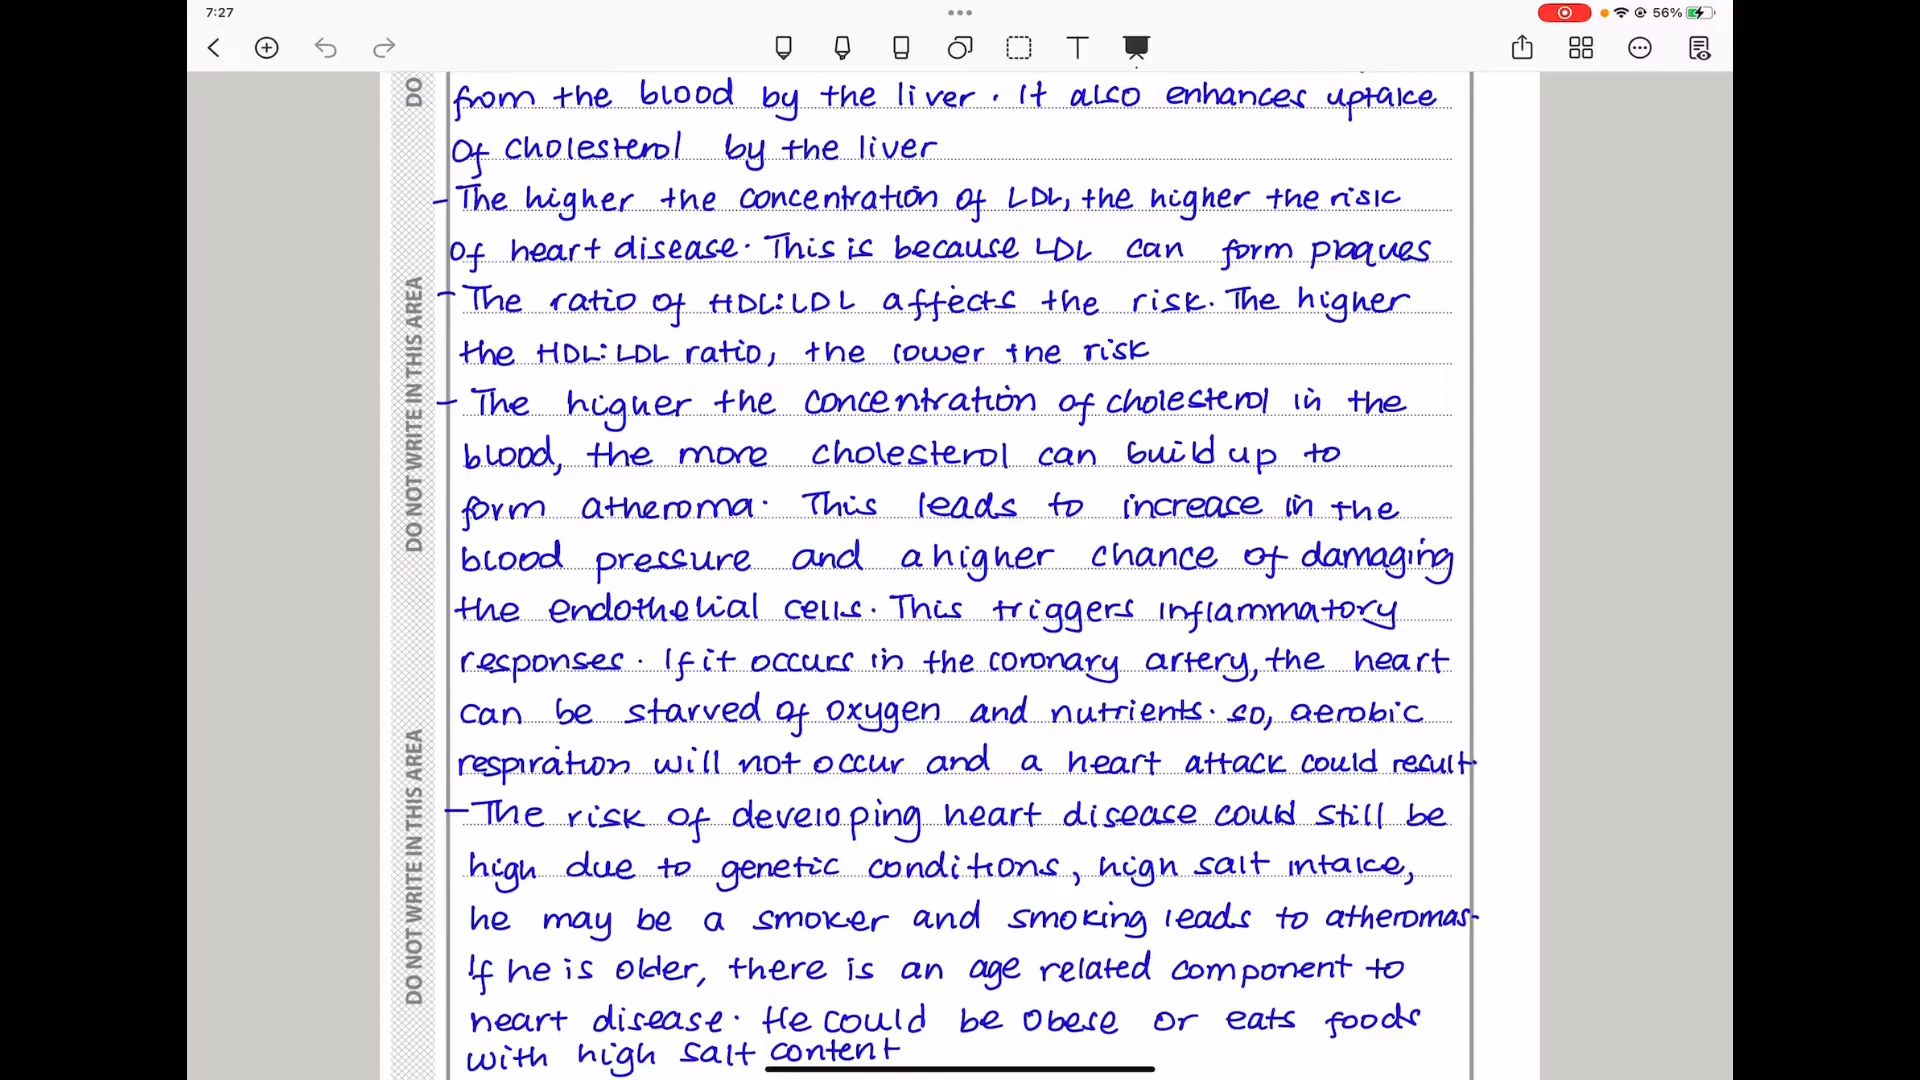 7:27
56%
DO
from the blood by the liver. It also enhances uptake
of cholesterol by the liver
- The higher the concentration of LDL, the higher the risk
of heart disease. This is because LDL can form plaques
- The ratio of HDL:LDL affects the risk. The higher
the HDL:LDL ratio, the lower the risk
- The higher the concentration of cholesterol in the
blood, the more cholesterol can build up to
form atheroma. This leads to increase in the
blood pressure and a higher chance of damaging
the endothelial cells. This triggers inflammatory
responses. If it occurs in the coronary artery, the heart
can be starved of oxygen and nutrients. so, aerobic
respiration will not occur and a heart attack could result.
- The risk of developing heart disease could still be
high due to genetic conditions, high salt intake,
he may be a smoker and smoking leads to atheromas.
If he is older, there is an age related component to
heart disease. He could be obese or eats foods
with high salt content
DO NOT WRITE IN THIS AREA
DO NOT WRITE IN THIS AREA